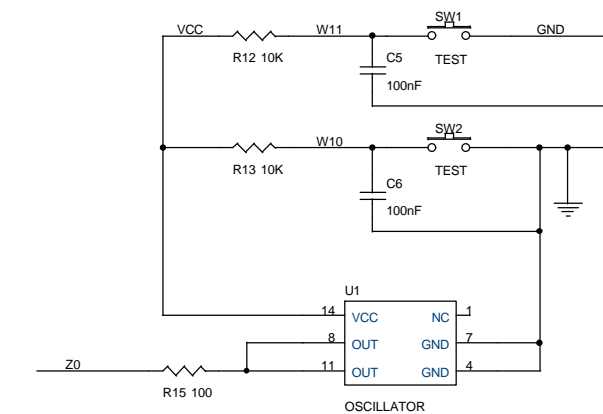 SW1
VCC W11 GND
R12 10K C5 TEST
100nF
SW2
W10
R13 10K TEST
C6
100nF
U1
14 VCC NC 1
8 OUT GND 7
Z0 11 OUT GND 4
R15 100
OSCILLATOR